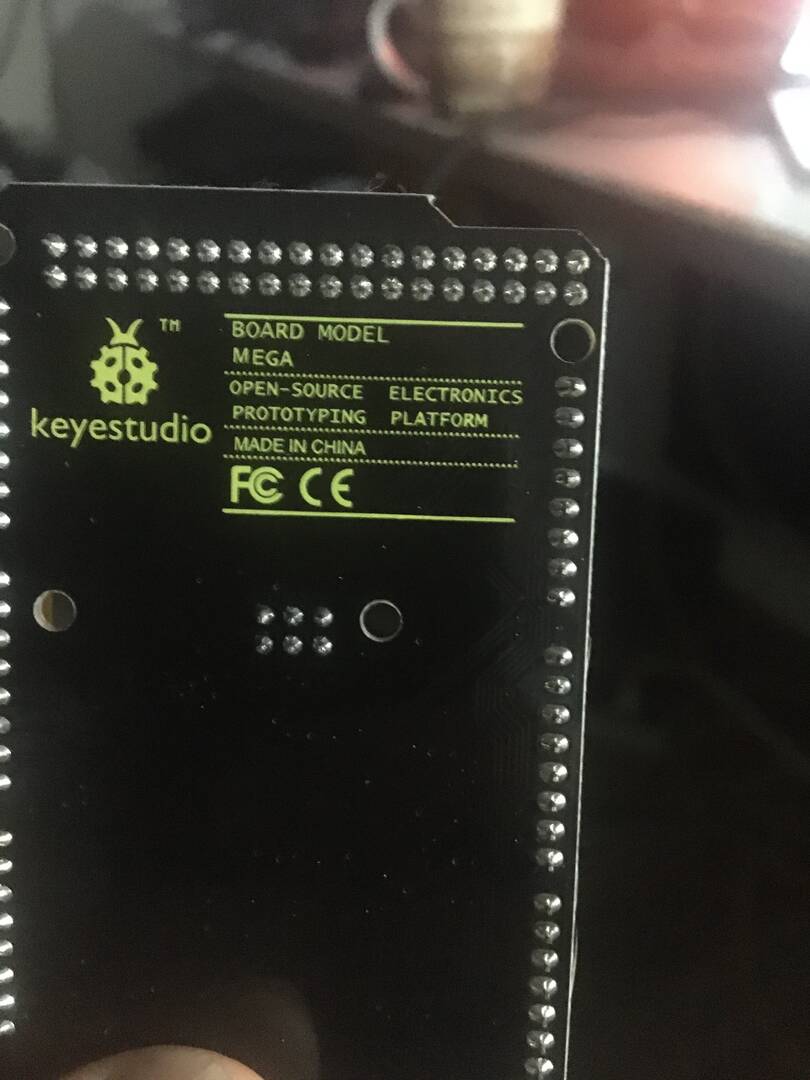 keyestudio
TM
BOARD MODEL
MEGA
OPEN-SOURCE ELECTRONICS
PROTOTYPING PLATFORM
MADE IN CHINA
FC CE